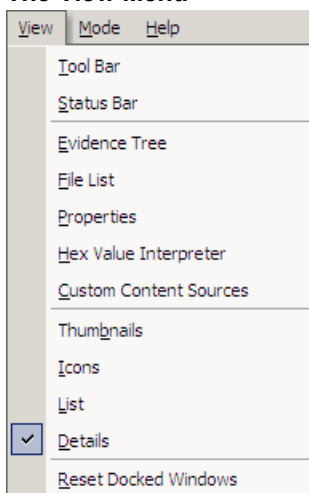 The View Menu
View Mode Help
Tool Bar
Status Bar
Evidence Tree
File List
Properties
Hex Value Interpreter
Custom Content Sources
Thumbnails
Icons
List
Details
Reset Docked Windows